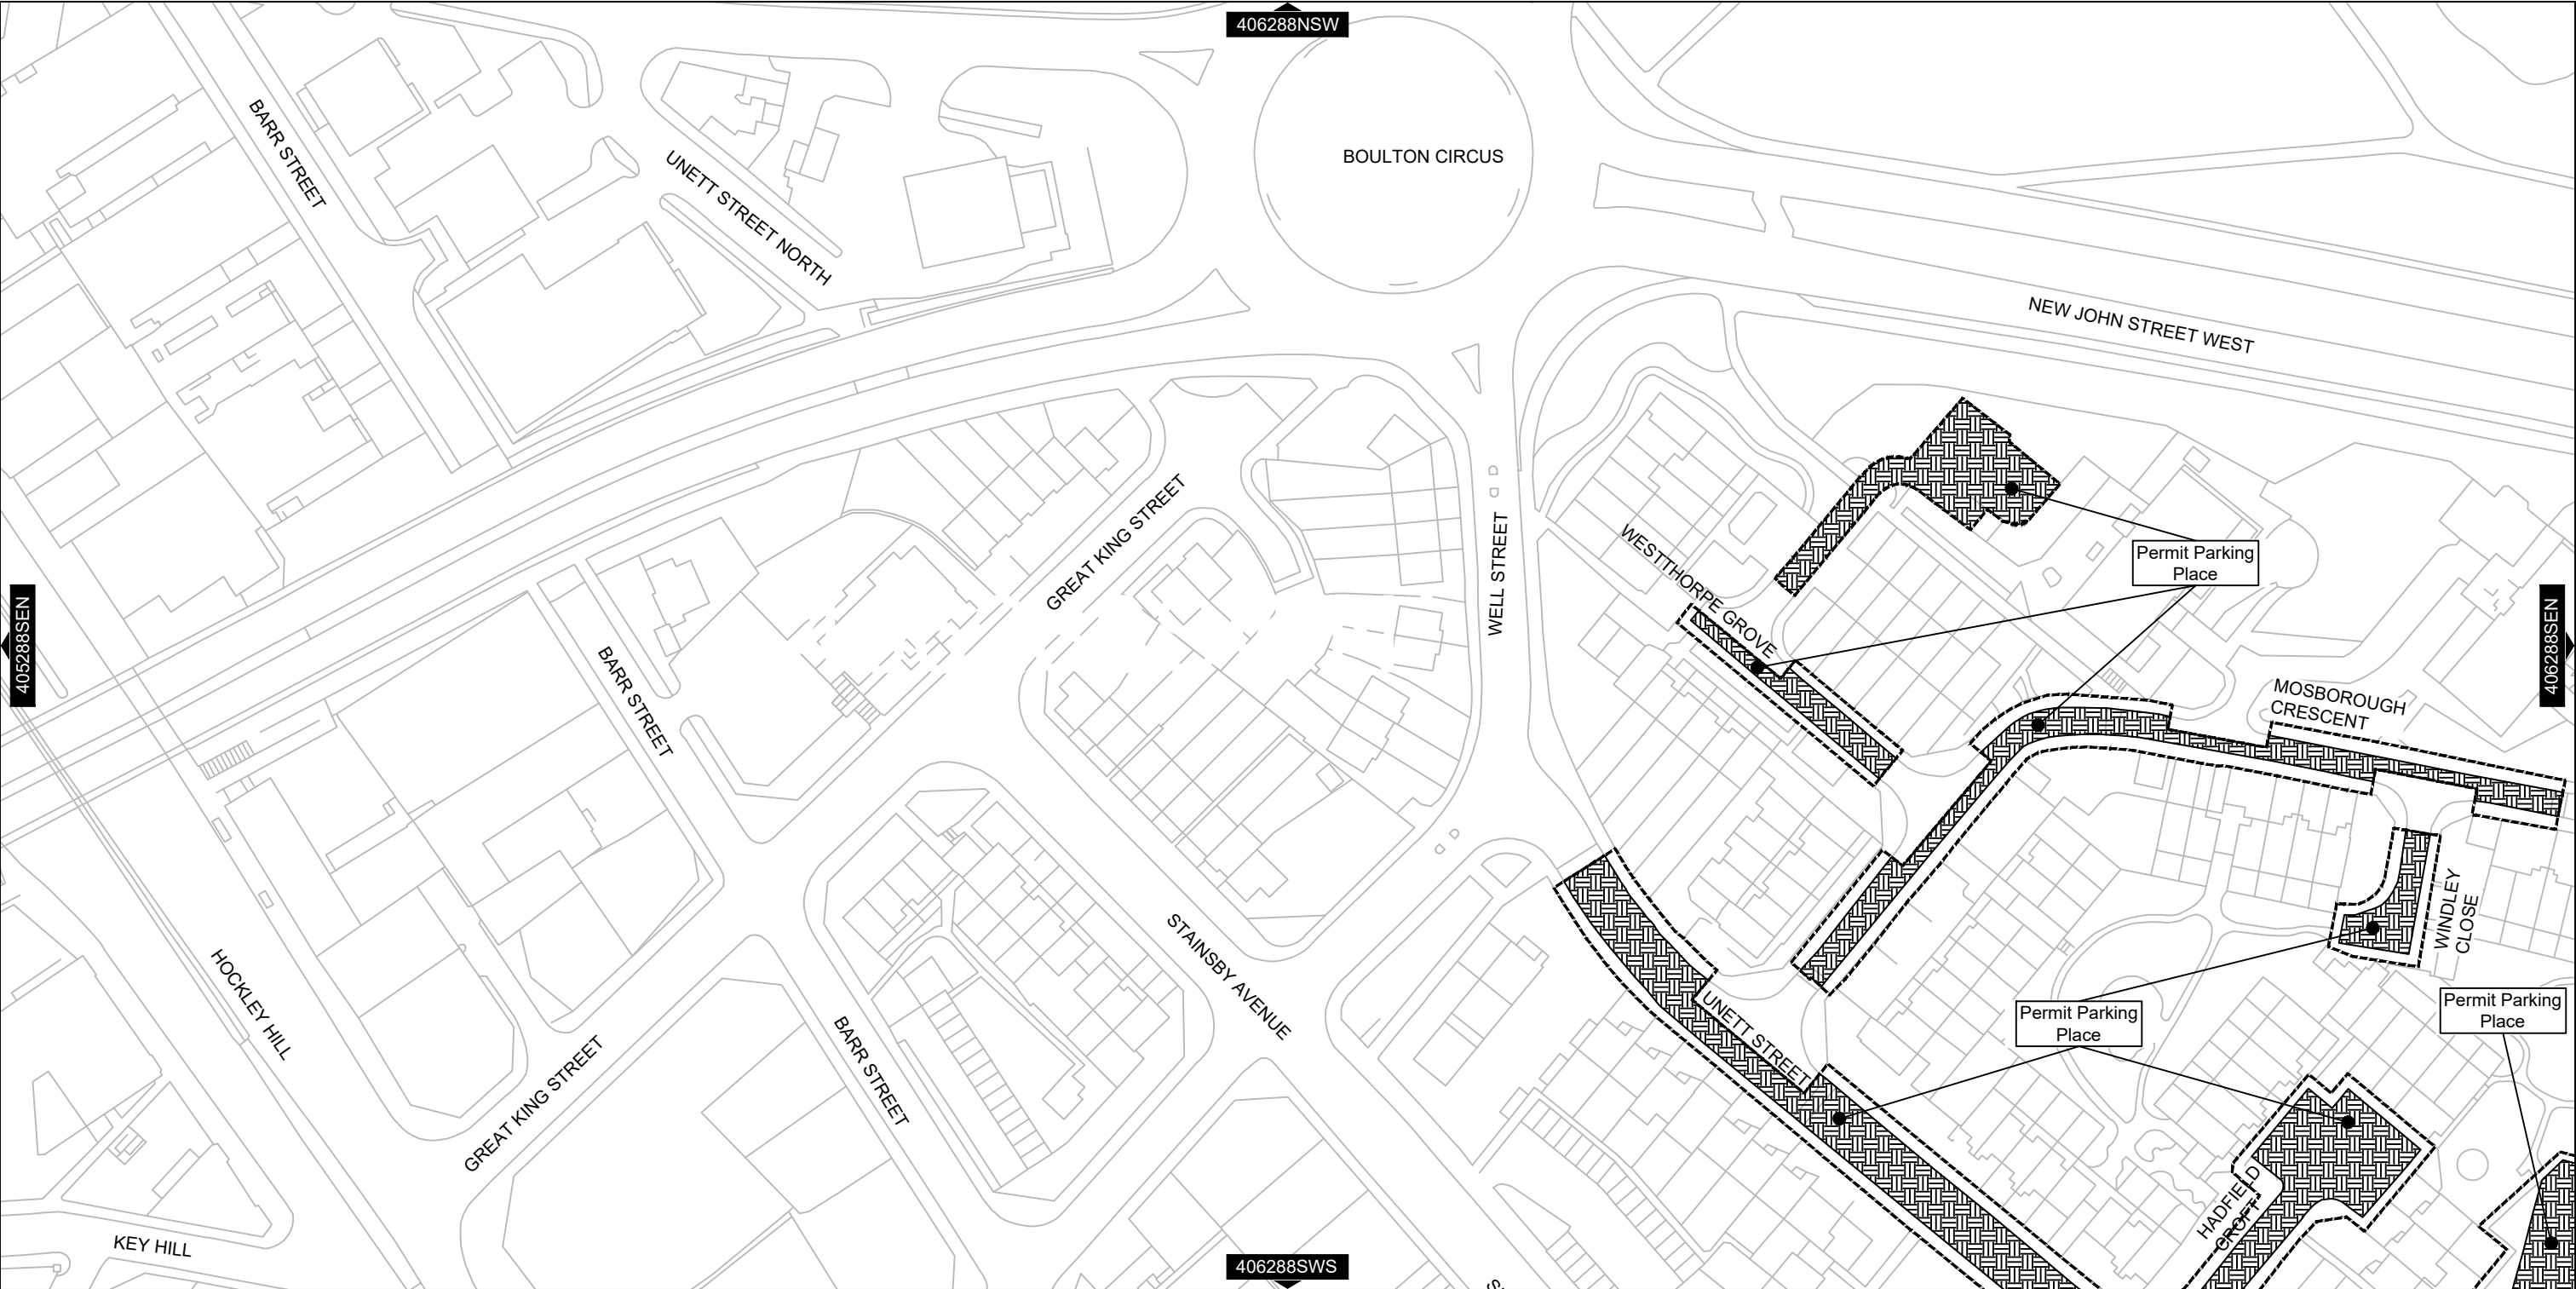 406288NSW
BARR STREET
BOULTON CIRCUS
UNETT STREET NORTH
NEW JOHN STREET WEST
GREAT KING STREET
WELL STREET
WESTTHORPE GROVE
Permit Parking
Place
405288SEN
406288SEN
BARR STREET
MOSBOROUGH
CRESCENT
WINDLEY
CLOSE
HOCKLEY HILL
STAINSBY AVENUE
UNETT STREET
Permit Parking
Place
Permit Parking
Place
GREAT KING STREET
BARR STREET
HADFIELD
CROFT
KEY HILL
406288SWS